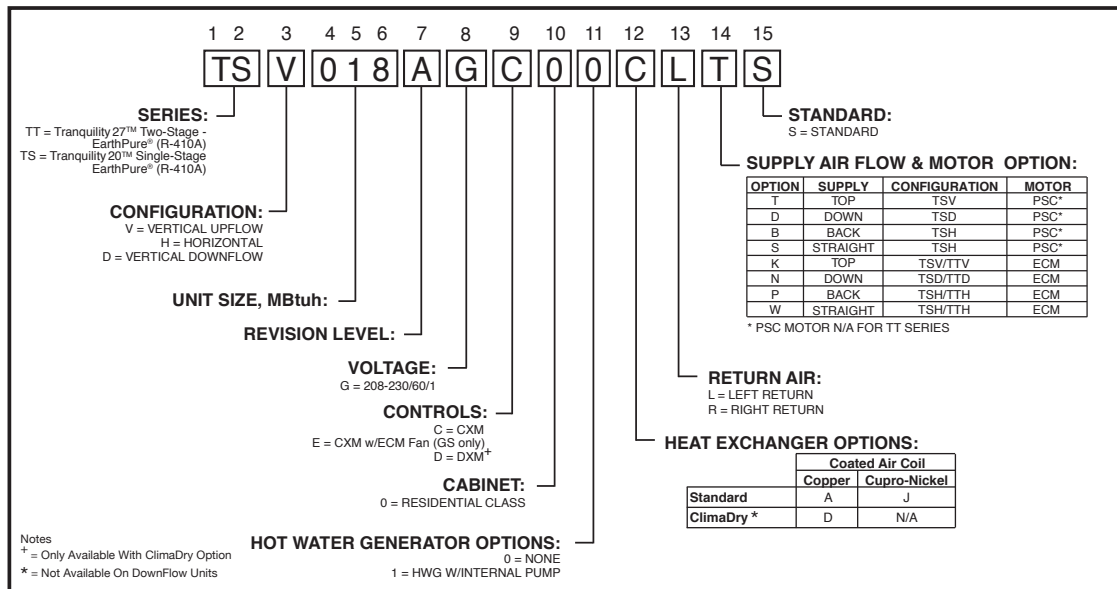 1 2 3 4 5 6 7 8 9 10 11 12 13 14 15
TS V 0 1 8 A G C 0 0 C L T S
SERIES:
TT = Tranquility 27™ Two-Stage -
EarthPure® (R-410A)
TS = Tranquility 20™ Single-Stage
EarthPure® (R-410A)
CONFIGURATION:
V = VERTICAL UPFLOW
H = HORIZONTAL
D = VERTICAL DOWNFLOW
UNIT SIZE, MBtuh:
REVISION LEVEL:
VOLTAGE:
G = 208-230/60/1
CONTROLS:
C = CXM
E = CXM w/ECM Fan (GS only)
D = DXM+
CABINET:
0 = RESIDENTIAL CLASS
HOT WATER GENERATOR OPTIONS:
0 = NONE
1 = HWG W/INTERNAL PUMP
Notes
+ = Only Available With ClimaDry Option
* = Not Available On DownFlow Units
STANDARD:
S = STANDARD
SUPPLY AIR FLOW & MOTOR OPTION:
OPTION SUPPLY CONFIGURATION MOTOR
T TOP TSV PSC*
D DOWN TSD PSC*
B BACK TSH PSC*
S STRAIGHT TSH PSC*
K TOP TSV/TTV ECM
N DOWN TSD/TTD ECM
P BACK TSH/TTH ECM
W STRAIGHT TSH/TTH ECM
* PSC MOTOR N/A FOR TT SERIES
RETURN AIR:
L = LEFT RETURN
R = RIGHT RETURN
HEAT EXCHANGER OPTIONS:
Coated Air Coil
Copper Cupro-Nickel
Standard A J
ClimaDry * D N/A